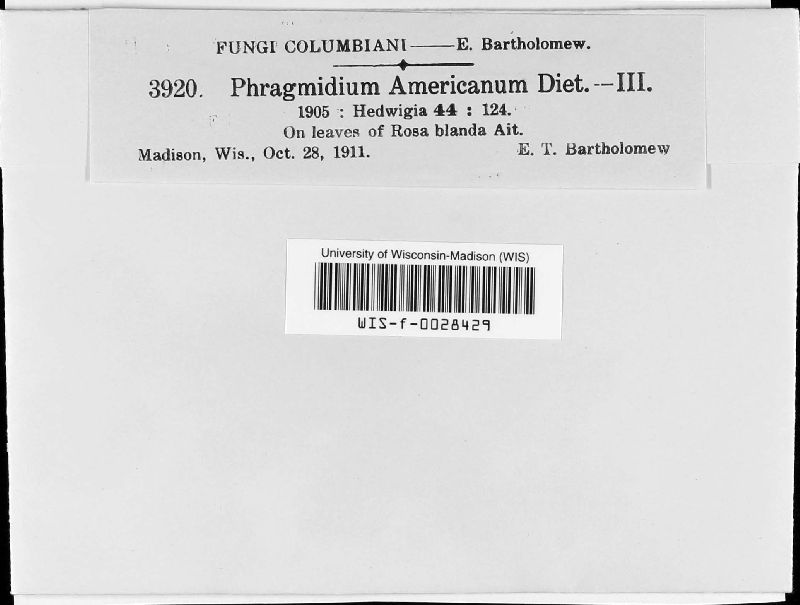 FUNGI COLUMBIANI——E. Bartholomew.
3920. Phragmidium Americanum Diet.—III.
1905 : Hedwigia 44 : 124.
On leaves of Rosa blanda Ait.
Madison, Wis., Oct. 28, 1911. E. T. Bartholomew
University of Wisconsin-Madison (WIS)
WIS-f-0028429